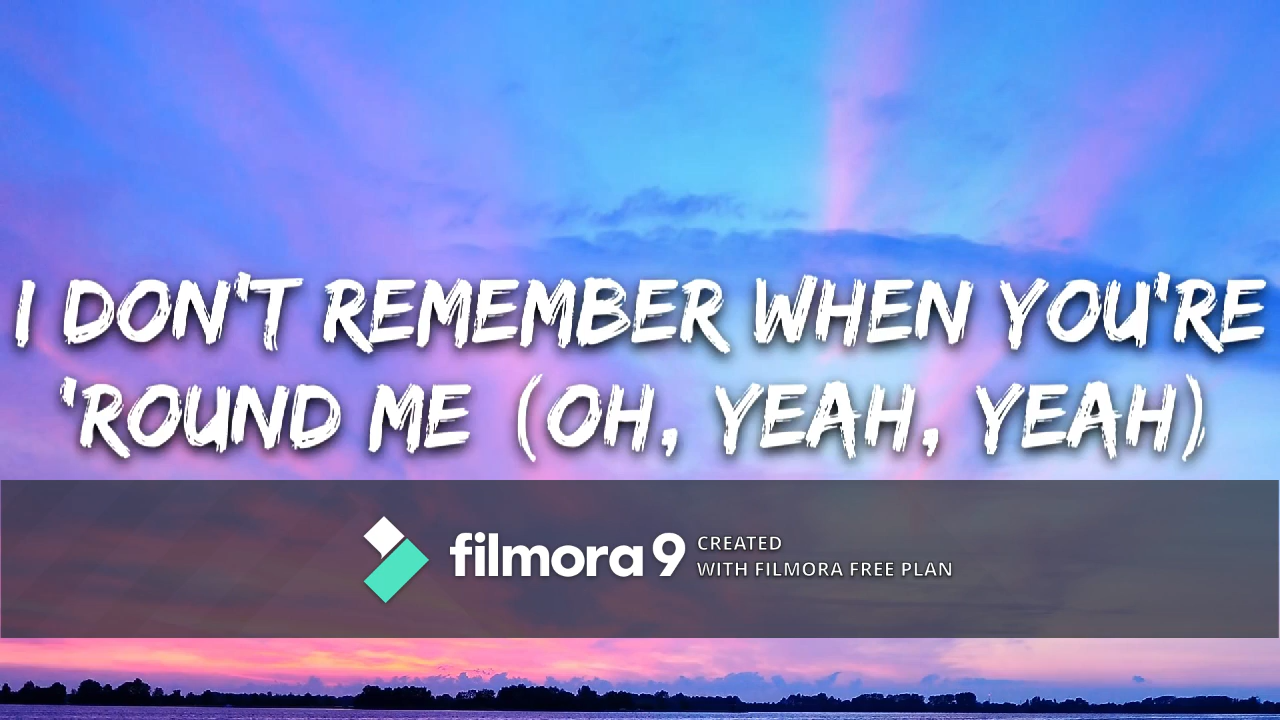 I DON'T REMEMBER WHEN YOU'RE
'ROUND ME (OH, YEAH, YEAH)
filmora 9 CREATED
WITH FILMORA FREE PLAN